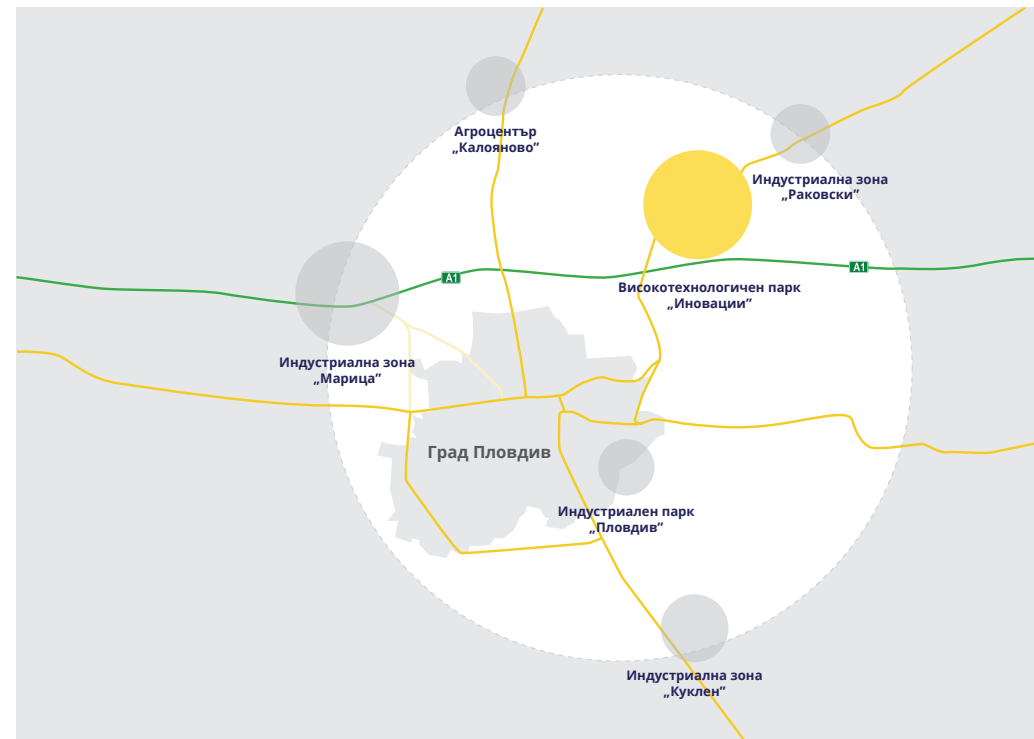 Агроцентър
„Калояново”
Индустриална зона
„Раковски”
A1
A1
Високотехнологичен парк
„Иновации”
Индустриална зона
„Марица”
Град Пловдив
Индустриален парк
„Пловдив”
Индустриална зона
„Куклен”